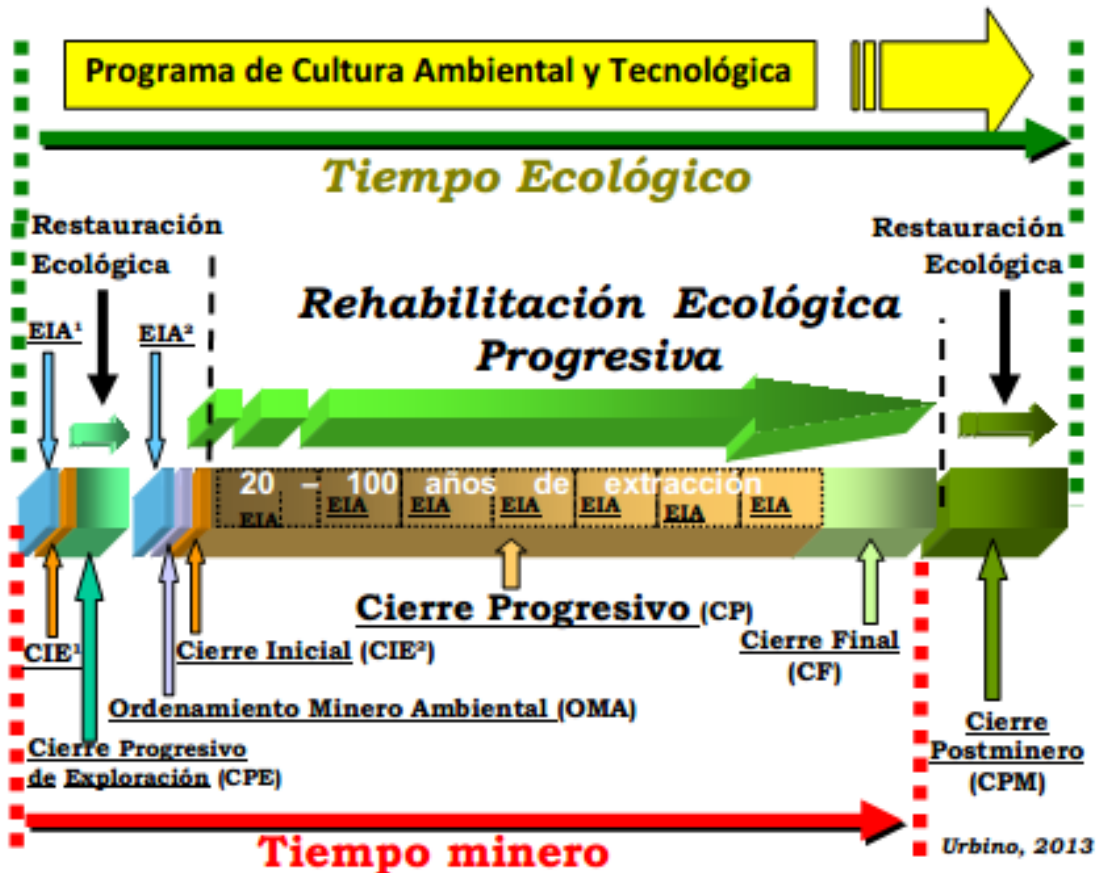 Programa de Cultura Ambiental y Tecnológica
Tiempo Ecológico
Restauración
Ecológica
Restauración
Ecológica
Rehabilitación Ecológica
Progresiva
EIA¹
EIA²
20 – 100 años de extracción
EIA
EIA
EIA
EIA
EIA
EIA
EIA
Cierre Progresivo (CP)
CIE¹
Cierre Inicial (CIE²)
Cierre Final
(CF)
Ordenamiento Minero Ambiental (OMA)
Cierre Progresivo
de Exploración (CPE)
Cierre
Postminero
(CPM)
Tiempo minero
Urbino, 2013